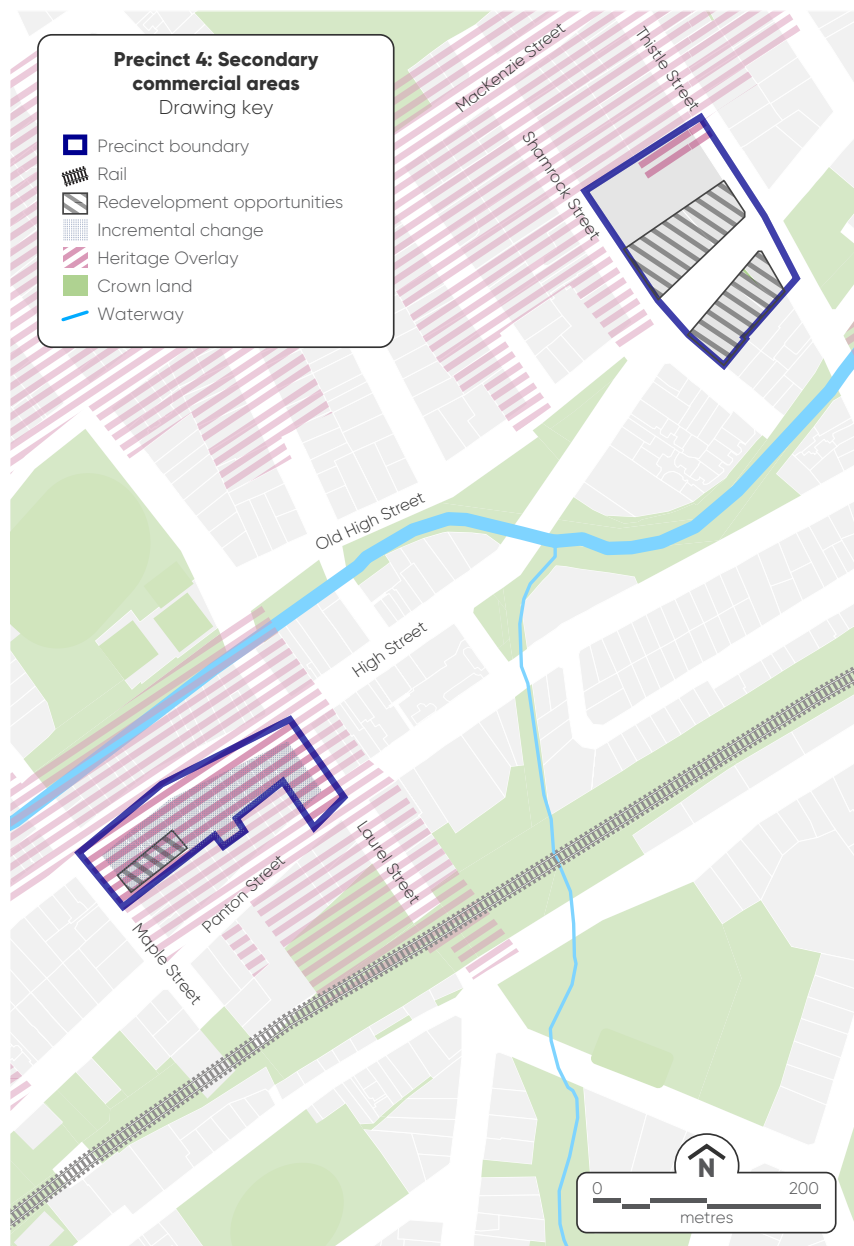 Precinct 4: Secondary
commercial areas
Drawing key
Precinct boundary
Rail
Redevelopment opportunities
Incremental change
Heritage Overlay
Crown land
Waterway
MacKenzie Street
Thistle Street
Shamrock Street
Old High Street
High Street
Laurel Street
Panton Street
Maple Street
N
0 200
metres